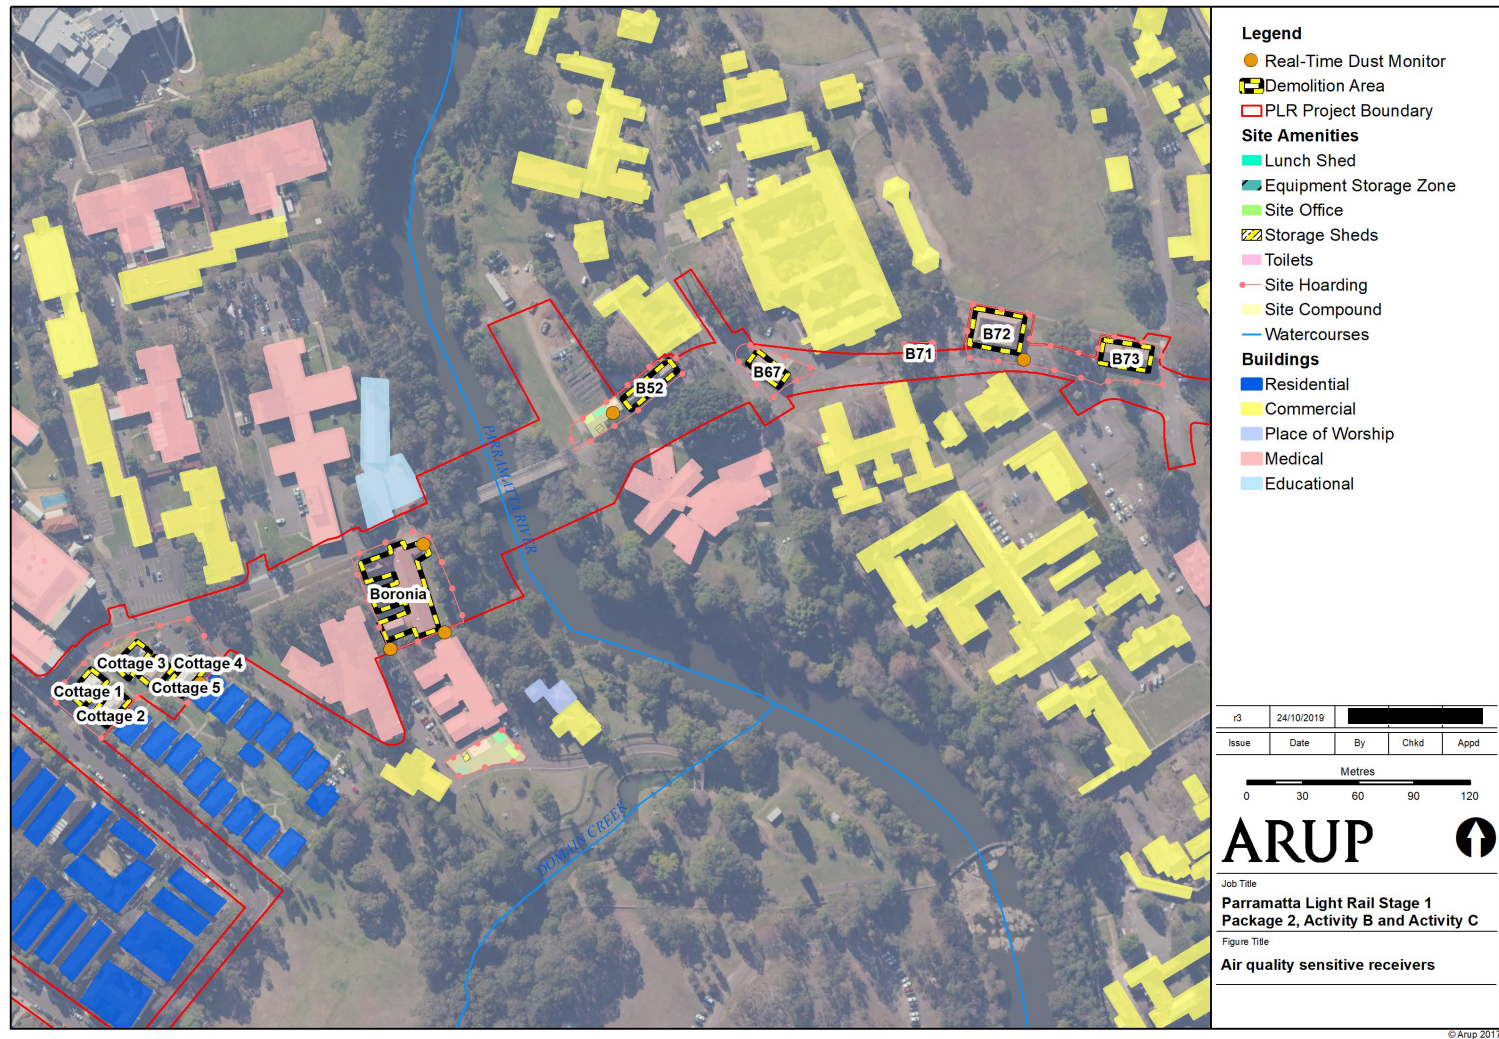 B52
B67
B71
B72
B73
PARRAMATTA RIVER
Boronia
Cottage 3
Cottage 4
Cottage 1
Cottage 5
Cottage 2
DOMAIN CREEK
Legend
Real-Time Dust Monitor
Demolition Area
PLR Project Boundary
Site Amenities
Lunch Shed
Equipment Storage Zone
Site Office
Storage Sheds
Toilets
Site Hoarding
Site Compound
Watercourses
Buildings
Residential
Commercial
Place of Worship
Medical
Educational
r3 24/10/2019
Issue Date By Chkd Appd
Metres
0 30 60 90 120
ARUP
Job Title
Parramatta Light Rail Stage 1
Package 2, Activity B and Activity C
Figure Title
Air quality sensitive receivers
© Arup 2017